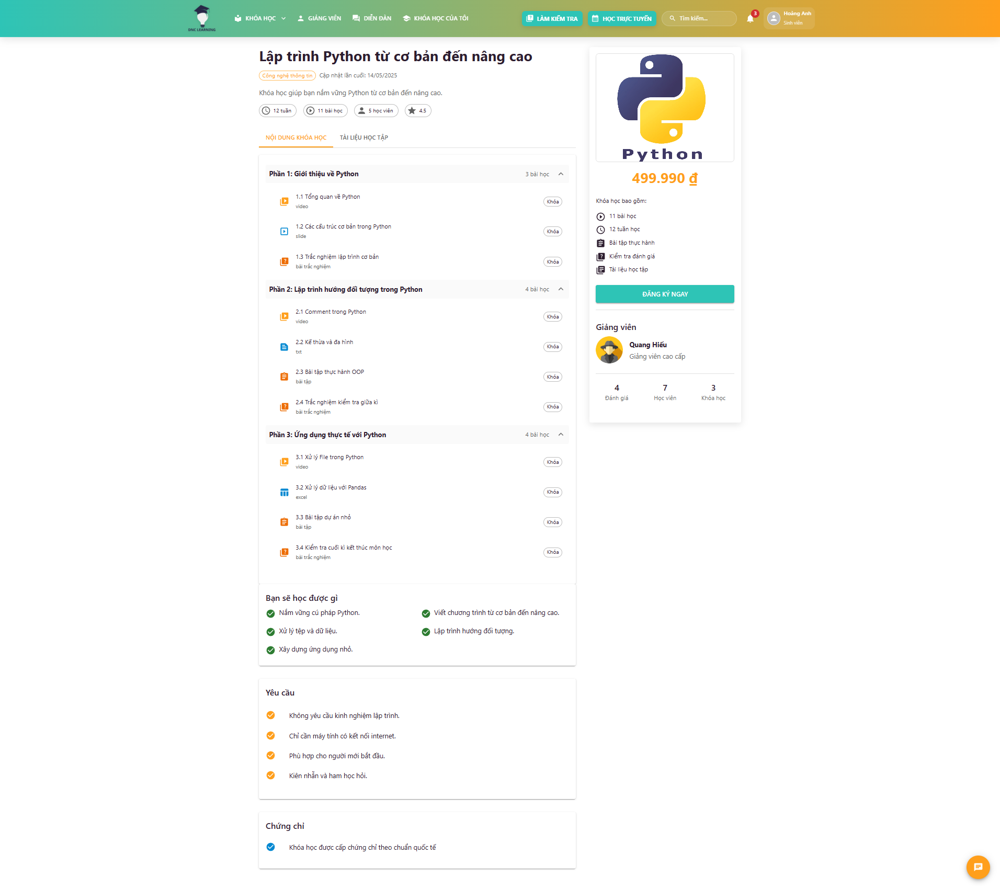 DNC LEARNING
KHÓA HỌC
GIẢNG VIÊN
DIỄN ĐÀN
KHÓA HỌC CỦA TÔI
LÀM KIỂM TRA
HỌC TRỰC TUYẾN
Tìm kiếm...
3
Hoảng Anh
Sinh viên
Lập trình Python từ cơ bản đến nâng cao
Công nghệ thông tin
Cập nhật lần cuối: 14/05/2025
Khóa học giúp bạn nắm vững Python từ cơ bản đến nâng cao.
12 tuần
11 bài học
5 học viên
4.5
NỘI DUNG KHÓA HỌC
TÀI LIỆU HỌC TẬP
Phần 1: Giới thiệu về Python
3 bài học
1.1 Tổng quan về Python
video
Khóa
1.2 Các cấu trúc cơ bản trong Python
slide
Khóa
1.3 Trắc nghiệm lập trình cơ bản
bài trắc nghiệm
Khóa
Phần 2: Lập trình hướng đối tượng trong Python
4 bài học
2.1 Comment trong Python
video
Khóa
2.2 Kế thừa và đa hình
txt
Khóa
2.3 Bài tập thực hành OOP
bài tập
Khóa
2.4 Trắc nghiệm kiểm tra giữa kì
bài trắc nghiệm
Khóa
Phần 3: Ứng dụng thực tế với Python
4 bài học
3.1 Xử lý File trong Python
video
Khóa
3.2 Xử lý dữ liệu với Pandas
excel
Khóa
3.3 Bài tập dự án nhỏ
bài tập
Khóa
3.4 Kiểm tra cuối kì kết thúc môn học
bài trắc nghiệm
Khóa
Bạn sẽ học được gì
Nắm vững cú pháp Python.
Viết chương trình từ cơ bản đến nâng cao.
Xử lý tệp và dữ liệu.
Lập trình hướng đối tượng.
Xây dựng ứng dụng nhỏ.
Yêu cầu
Không yêu cầu kinh nghiệm lập trình.
Chỉ cần máy tính có kết nối internet.
Phù hợp cho người mới bắt đầu.
Kiên nhẫn và ham học hỏi.
Chứng chỉ
Khóa học được cấp chứng chỉ theo chuẩn quốc tế
Python
499.990 ₫
Khóa học bao gồm:
11 bài học
12 tuần học
Bài tập thực hành
Kiểm tra đánh giá
Tài liệu học tập
ĐĂNG KÝ NGAY
Giảng viên
Quang Hiếu
Giảng viên cao cấp
4
Đánh giá
7
Học viên
3
Khóa học